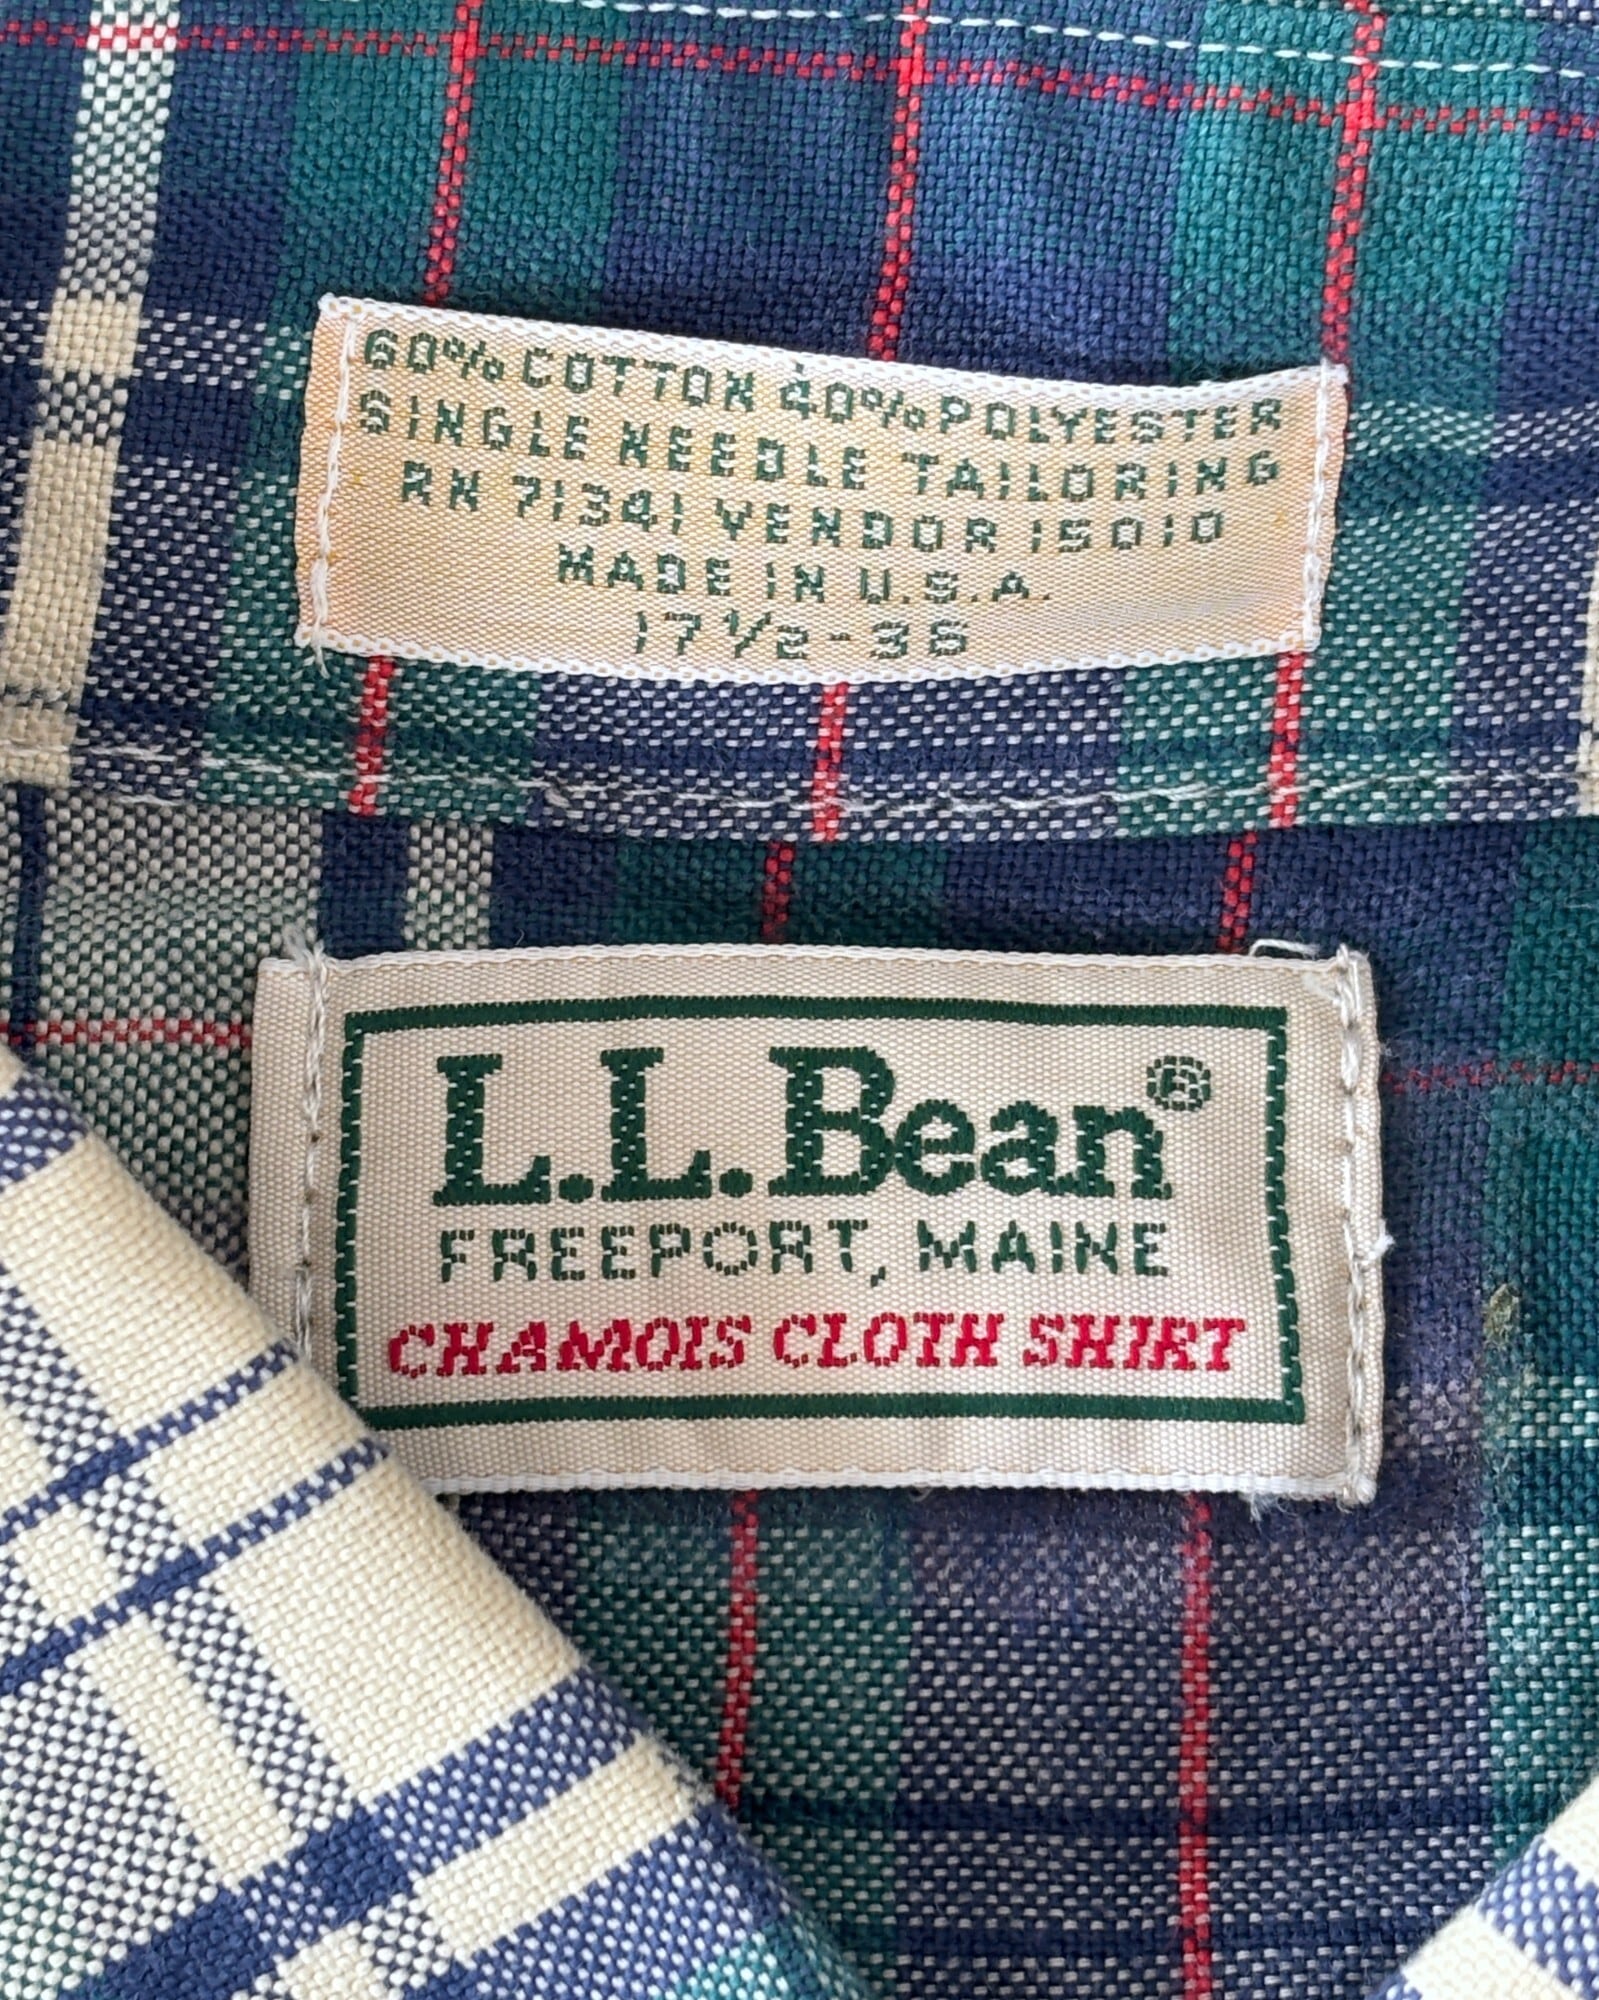 60% COTTON 40% POLYESTER
SINGLE NEEDLE TAILORING
RN 71341 VENDOR 15010
MADE IN U.S.A.
17 1/2-36
L.L.Bean®
FREEPORT, MAINE
CHAMOIS CLOTH SHIRT